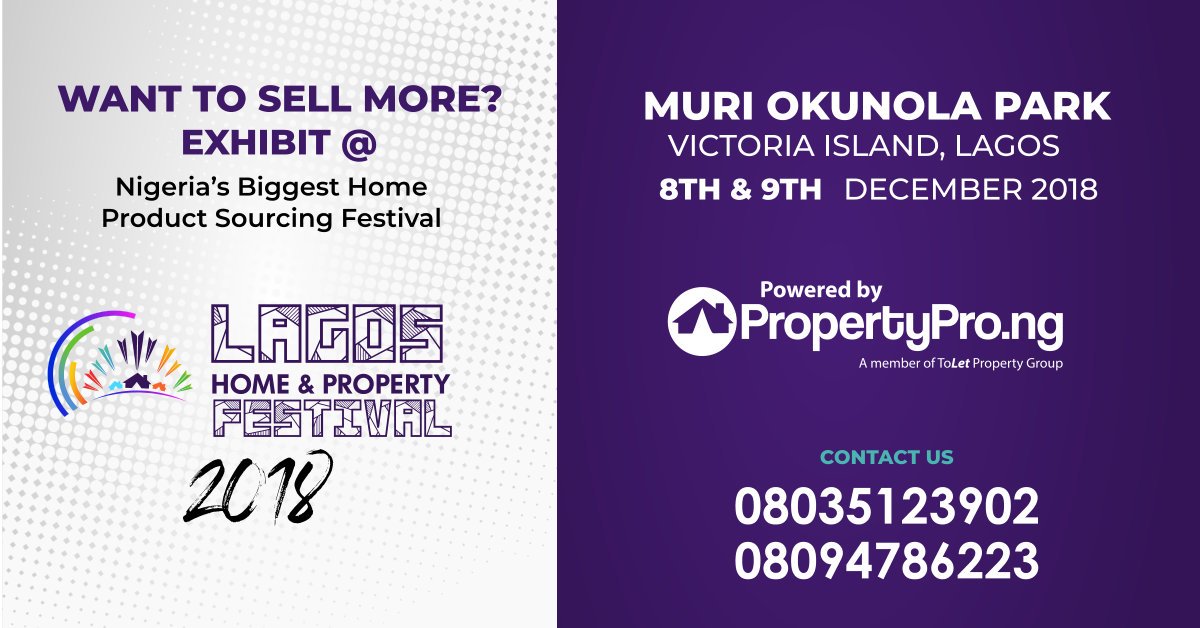 WANT TO SELL MORE?
EXHIBIT @
Nigeria's Biggest Home
Product Sourcing Festival
LAGOS
HOME & PROPERTY
FESTIVAL
2018
MURI OKUNOLA PARK
VICTORIA ISLAND, LAGOS
8TH & 9TH DECEMBER 2018
Powered by
PropertyPro.ng
A member of ToLet Property Group
CONTACT US
08035123902
08094786223